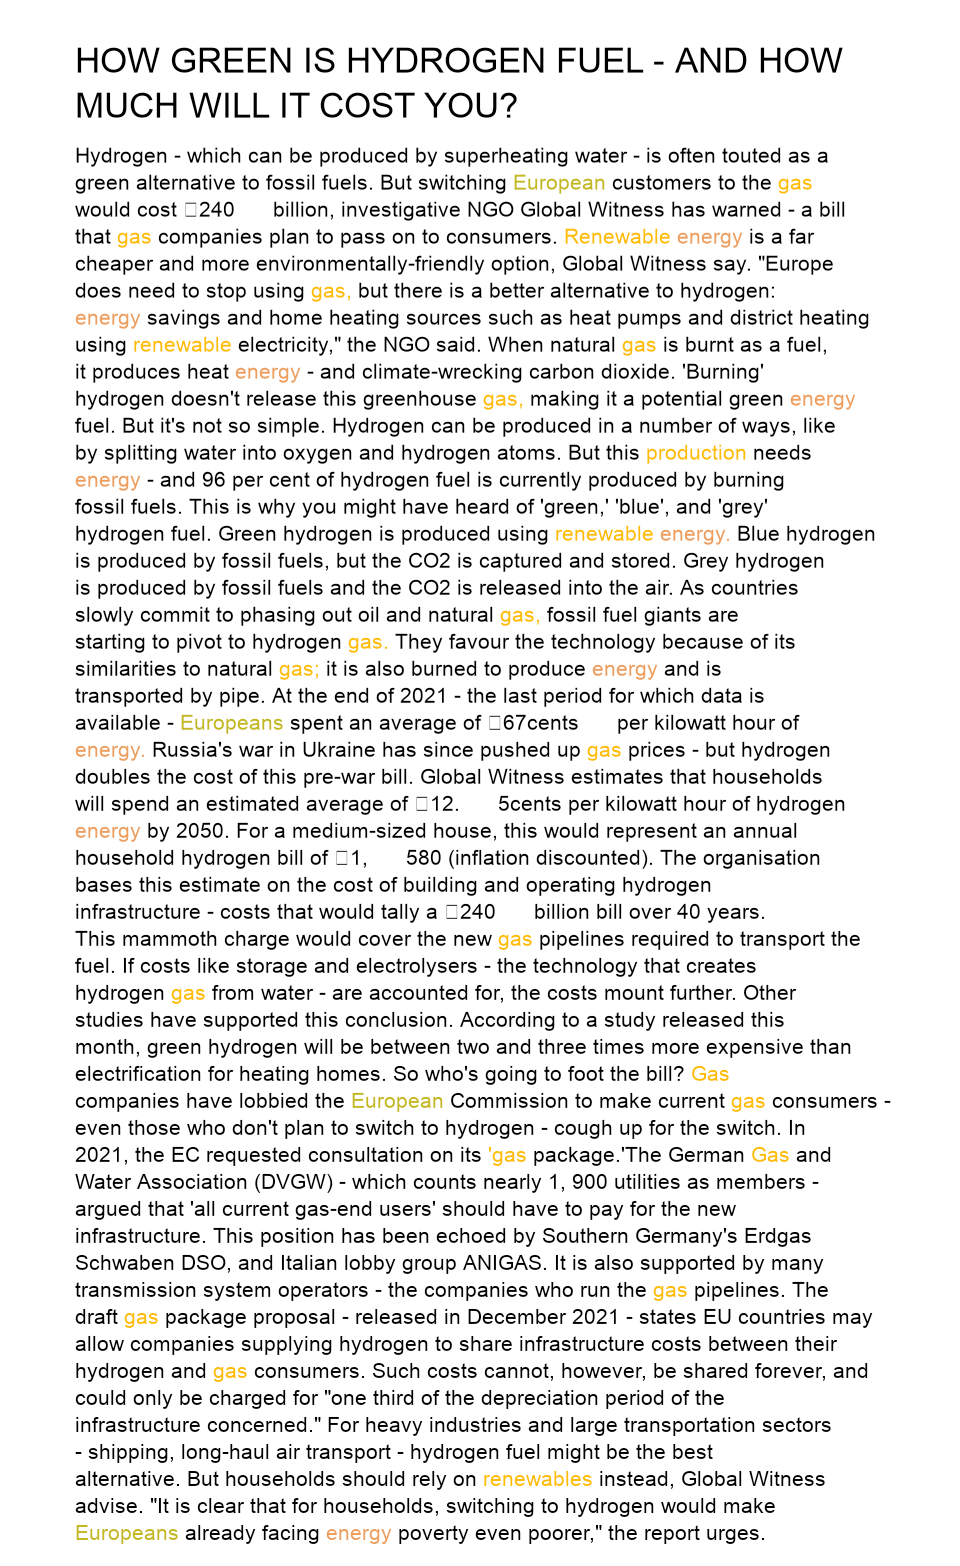 HOW GREEN IS HYDROGEN FUEL - AND HOW
MUCH WILL IT COST YOU?
Hydrogen - which can be produced by superheating water - is often touted as a
green alternative to fossil fuels. But switching European customers to the gas
would cost □240 billion, investigative NGO Global Witness has warned - a bill
that gas companies plan to pass on to consumers. Renewable energy is a far
cheaper and more environmentally-friendly option, Global Witness say. "Europe
does need to stop using gas, but there is a better alternative to hydrogen:
energy savings and home heating sources such as heat pumps and district heating
using renewable electricity," the NGO said. When natural gas is burnt as a fuel,
it produces heat energy - and climate-wrecking carbon dioxide. 'Burning'
hydrogen doesn't release this greenhouse gas, making it a potential green energy
fuel. But it's not so simple. Hydrogen can be produced in a number of ways, like
by splitting water into oxygen and hydrogen atoms. But this production needs
energy - and 96 per cent of hydrogen fuel is currently produced by burning
fossil fuels. This is why you might have heard of 'green,' 'blue', and 'grey'
hydrogen fuel. Green hydrogen is produced using renewable energy. Blue hydrogen
is produced by fossil fuels, but the CO2 is captured and stored. Grey hydrogen
is produced by fossil fuels and the CO2 is released into the air. As countries
slowly commit to phasing out oil and natural gas, fossil fuel giants are
starting to pivot to hydrogen gas. They favour the technology because of its
similarities to natural gas; it is also burned to produce energy and is
transported by pipe. At the end of 2021 - the last period for which data is
available - Europeans spent an average of □67cents per kilowatt hour of
energy. Russia's war in Ukraine has since pushed up gas prices - but hydrogen
doubles the cost of this pre-war bill. Global Witness estimates that households
will spend an estimated average of □12. 5cents per kilowatt hour of hydrogen
energy by 2050. For a medium-sized house, this would represent an annual
household hydrogen bill of □1, 580 (inflation discounted). The organisation
bases this estimate on the cost of building and operating hydrogen
infrastructure - costs that would tally a □240 billion bill over 40 years.
This mammoth charge would cover the new gas pipelines required to transport the
fuel. If costs like storage and electrolysers - the technology that creates
hydrogen gas from water - are accounted for, the costs mount further. Other
studies have supported this conclusion. According to a study released this
month, green hydrogen will be between two and three times more expensive than
electrification for heating homes. So who's going to foot the bill? Gas
companies have lobbied the European Commission to make current gas consumers -
even those who don't plan to switch to hydrogen - cough up for the switch. In
2021, the EC requested consultation on its 'gas package.'The German Gas and
Water Association (DVGW) - which counts nearly 1, 900 utilities as members -
argued that 'all current gas-end users' should have to pay for the new
infrastructure. This position has been echoed by Southern Germany's Erdgas
Schwaben DSO, and Italian lobby group ANIGAS. It is also supported by many
transmission system operators - the companies who run the gas pipelines. The
draft gas package proposal - released in December 2021 - states EU countries may
allow companies supplying hydrogen to share infrastructure costs between their
hydrogen and gas consumers. Such costs cannot, however, be shared forever, and
could only be charged for "one third of the depreciation period of the
infrastructure concerned." For heavy industries and large transportation sectors
- shipping, long-haul air transport - hydrogen fuel might be the best
alternative. But households should rely on renewables instead, Global Witness
advise. "It is clear that for households, switching to hydrogen would make
Europeans already facing energy poverty even poorer," the report urges.